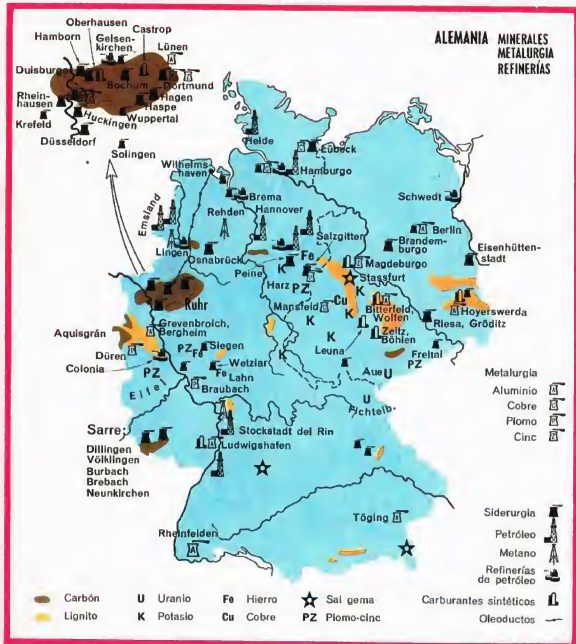 ALEMANIA MINERALES
METALURGIA
REFINERÍAS
Oberhausen
Hamborn
Gelsen-
kirchen
Castrop
Lünen
Duisburgo
Bochum
Dortmund
Rhein-
hausen
Hagen
Haspe
Huckingen
Wuppertal
Krefeld
Düsseldorf
Solingen
Heide
Lübeck
Wilhelms-
haven
Hamburgo
Brema
Schwedt
Emsland
Rehden
Hannover
Berlin
Salzgitten
Brandem-
burgo
Lingen
Osnabrück
Eisenhütten-
stadt
Peine
Fe
Magdeburgo
K
Stassfurt
Harz
PZ
K
Ruhr
Mansfeld
Cu
K
Bitterfeld,
Wolfen
Hoyerswerda
Riesa, Gröditz
Aquisgrán
Grevenbroich,
Bergheim
K
K
Zeitz,
Böhlen
Siegen
PZ
Fe
Leuna
Freital
PZ
Düren
Colonia
Wetzlar
K
Aue
U
PZ
Fe
Lahn
Eifel
Braubach
U
Fichtelb.
Stockstadt del Rin
Sarre:
Dillingen
Völklingen
Burbach
Brebach
Neunkirchen
Ludwigshafen
Töging
Rheinfelden
Metalurgia
Aluminio
Cobre
Plomo
Cinc
Siderurgia
Petróleo
Metano
Refinerías
de petróleo
Carburantes sintéticos
Oleoductos
Carbón
U Uranio
Fe Hierro
Sal gema
Lignito
K Potasio
Cu Cobre
PZ Plomo-cinc